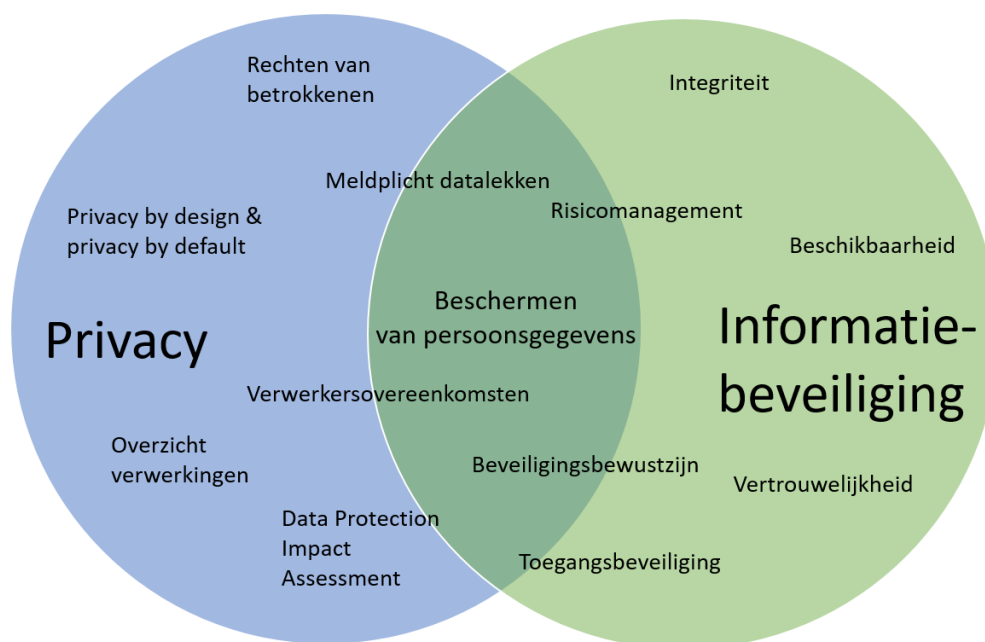 Rechten van
betrokkenen
Integriteit
Meldplicht datalekken
Risicomanagement
Privacy by design &
privacy by default
Beschikbaarheid
Privacy
Beschermen
van persoonsgegevens
Informatie-
beveiliging
Verwerkersovereenkomsten
Overzicht
verwerkingen
Beveiligingsbewustzijn
Vertrouwelijkheid
Data Protection
Impact
Assessment
Toegangsbeveiliging